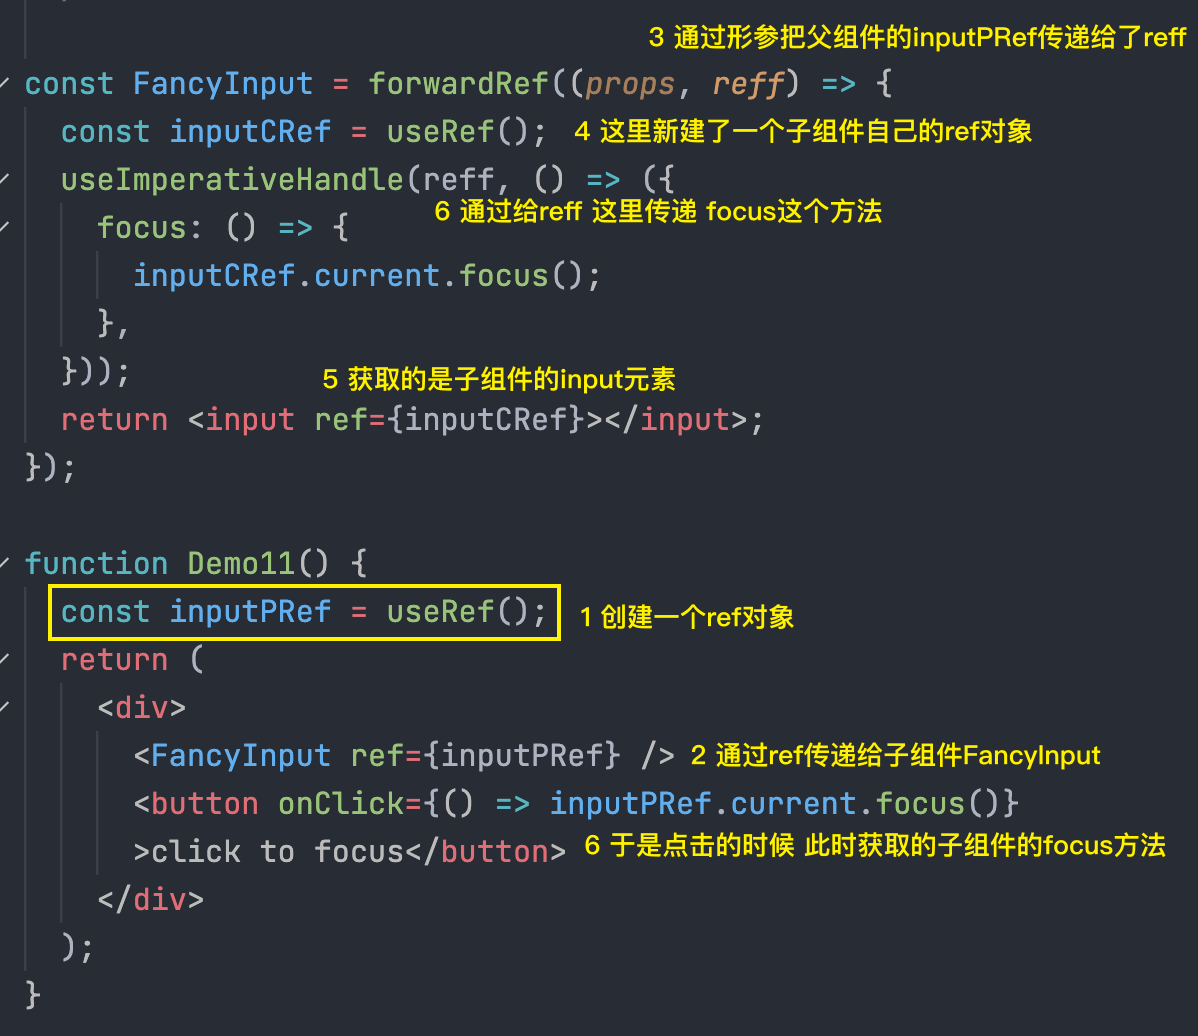 3 通过形参把父组件的inputPRef传递给了reff
const FancyInput = forwardRef((props, reff) => {
const inputCRef = useRef(); 4 这里新建了一个子组件自己的ref对象
useImperativeHandle(reff, () => ({
6 通过给reff 这里传递 focus这个方法
focus: () => {
inputCRef.current.focus();
},
}));
5 获取的是子组件的input元素
return <input ref={inputCRef}></input>;
});
function Demo11() {
const inputPRef = useRef(); 1 创建一个ref对象
return (
<div>
<FancyInput ref={inputPRef} /> 2 通过ref传递给子组件FancyInput
<button onClick={() => inputPRef.current.focus()}
>click to focus</button> 6 于是点击的时候 此时获取的子组件的focus方法
</div>
);
}